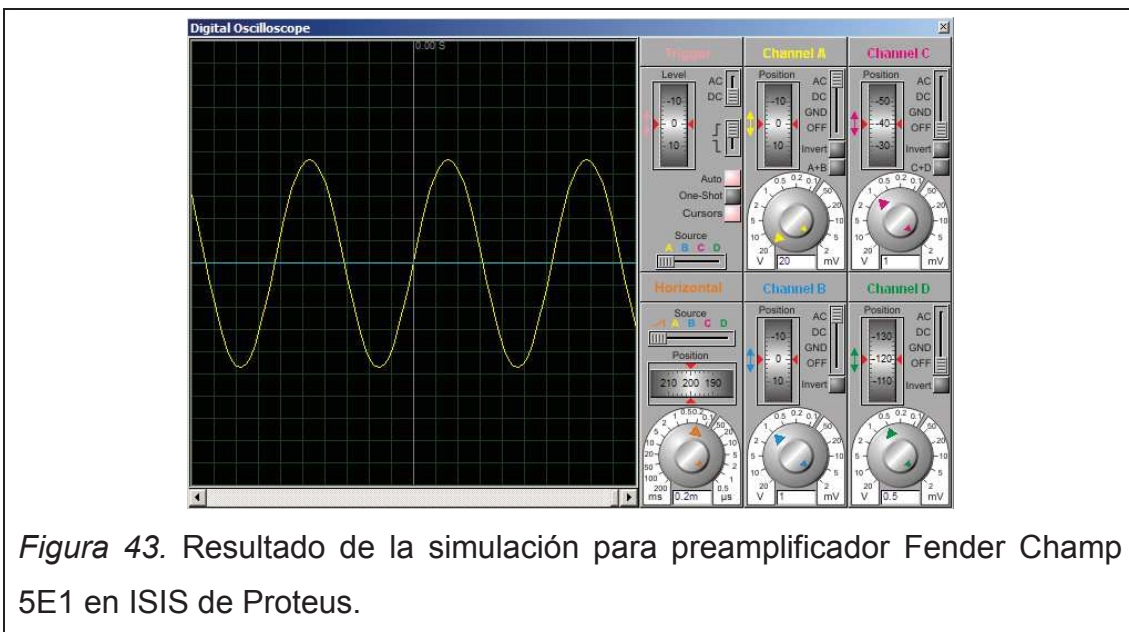 Digital Oscilloscope
0.00 S
Trigger
Level
AC
DC
-10
0
10
Auto
One-Shot
Cursors
Source
A B C D
Channel A
Position
AC
DC
GND
OFF
-10
0
10
Invert
A+B
V 20 mV
Channel C
Position
AC
DC
GND
OFF
-50
-40
-30
Invert
C+D
V 1 mV
Horizontal
Source
A B C D
Position
210 200 190
ms 0.2m µs
Channel B
Position
AC
DC
GND
OFF
-10
0
10
Invert
V 1 mV
Channel D
Position
AC
DC
GND
OFF
-130
-120
-110
Invert
V 0.5 mV
Figura 43. Resultado de la simulación para preamplificador Fender Champ
5E1 en ISIS de Proteus.